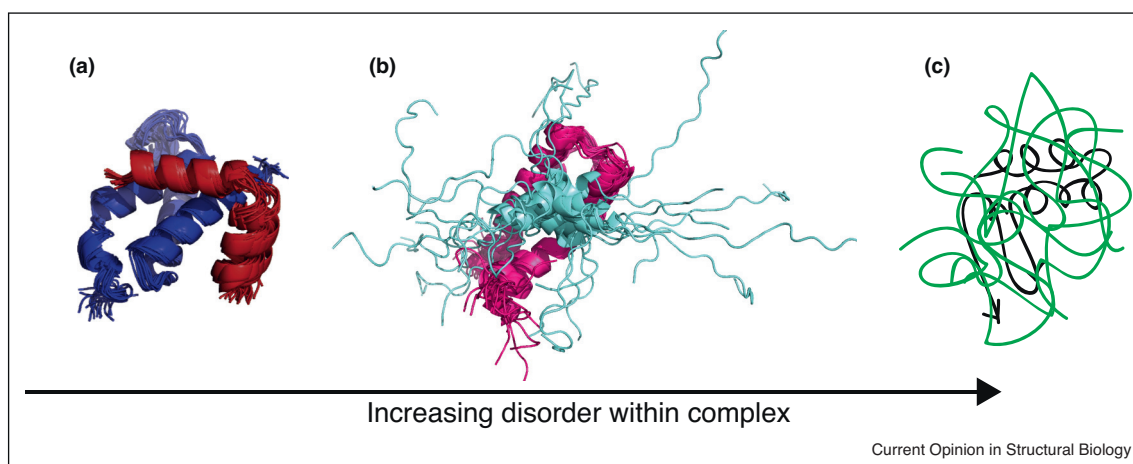 (a)
(b)
(c)
Increasing disorder within complex
Current Opinion in Structural Biology